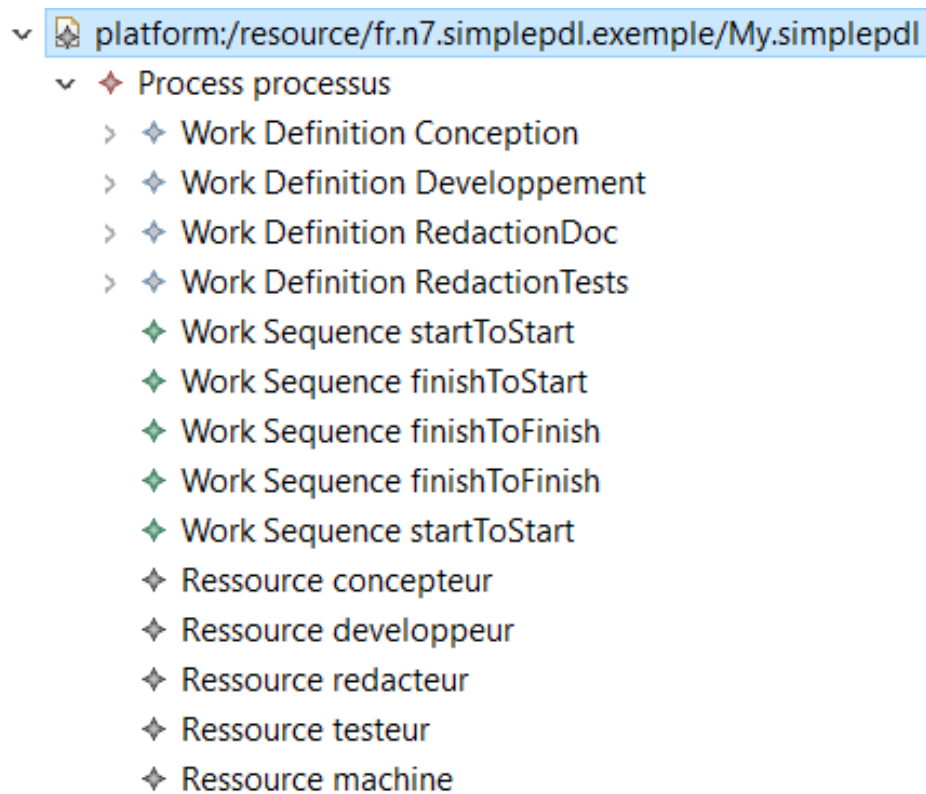 platform:/resource/fr.n7.simplepdl.exemple/My.simplepdl
Process processus
Work Definition Conception
Work Definition Developpement
Work Definition RedactionDoc
Work Definition RedactionTests
Work Sequence startToStart
Work Sequence finishToStart
Work Sequence finishToFinish
Work Sequence finishToFinish
Work Sequence startToStart
Ressource concepteur
Ressource developpeur
Ressource redacteur
Ressource testeur
Ressource machine